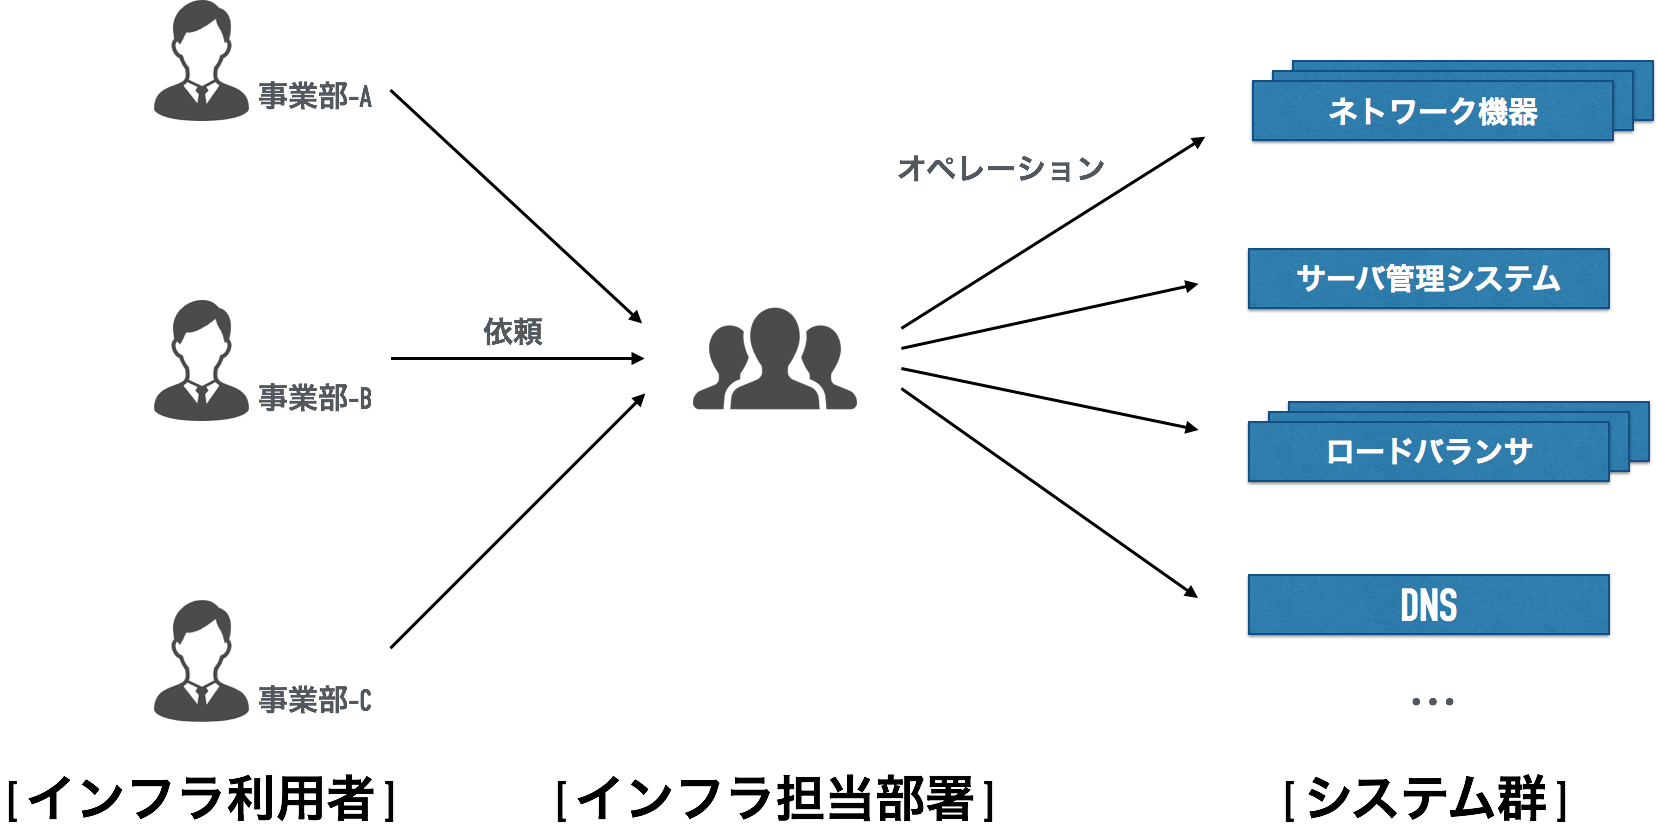 事業部-A
ネットワーク機器
オペレーション
サーバ管理システム
依頼
事業部-B
ロードバランサ
DNS
事業部-C
...
[インフラ利用者]
[インフラ担当部署]
[システム群]